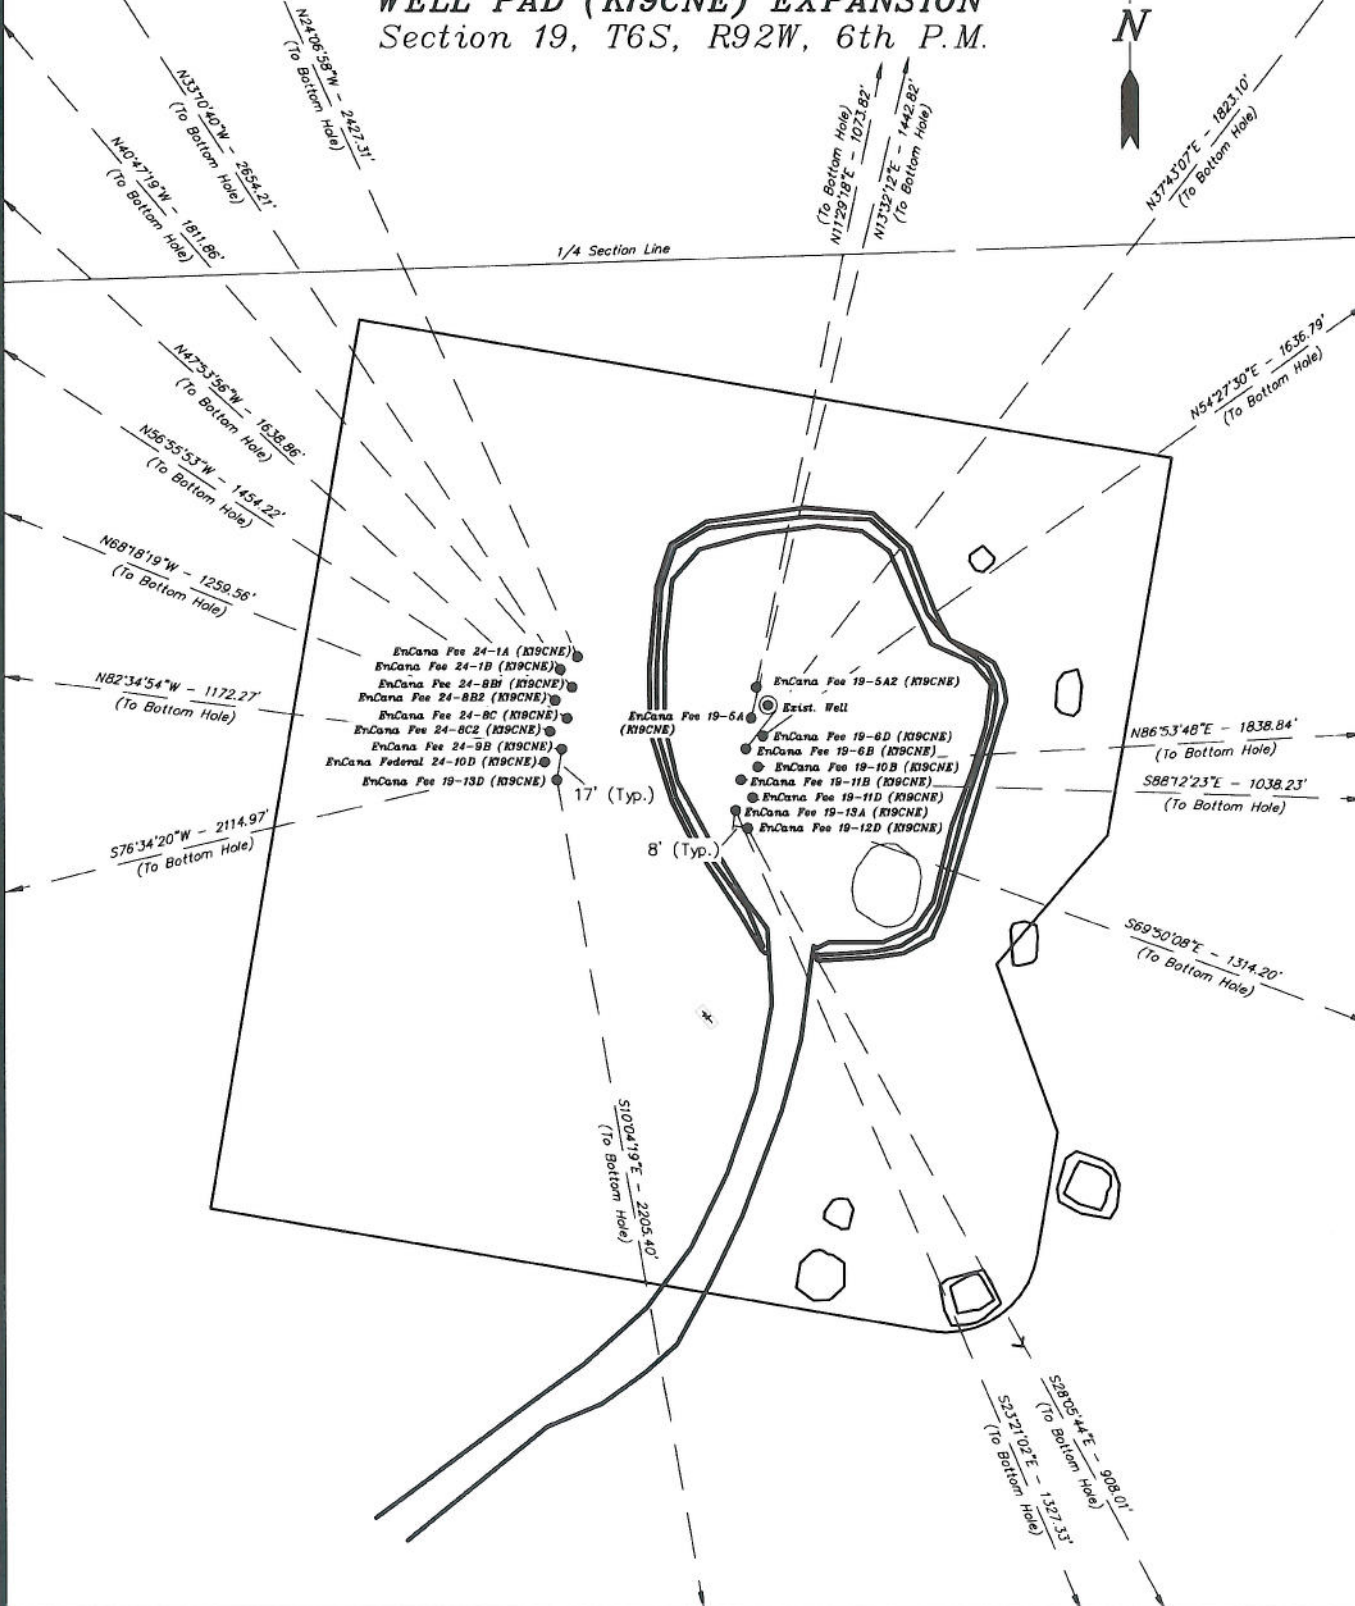 WELL PAD (K19CNE) EXPANSION
Section 19, T6S, R92W, 6th P.M.
N
N24°06'58"W - 2427.31'
(To Bottom Hole)
N33°10'40"W - 2654.21'
(To Bottom Hole)
N40°47'19"W - 1811.86'
(To Bottom Hole)
N47°53'56"W - 1638.86'
(To Bottom Hole)
N56°55'53"W - 1454.22'
(To Bottom Hole)
N68°18'19"W - 1259.56'
(To Bottom Hole)
N82°34'54"W - 1172.27'
(To Bottom Hole)
S76°34'20"W - 2114.97'
(To Bottom Hole)
(To Bottom Hole)
N11°29'18"E - 1073.82'
N13°32'12"E - 1442.82'
(To Bottom Hole)
N37°43'07"E - 1823.10'
(To Bottom Hole)
1/4 Section Line
N54°27'30"E - 1636.79'
(To Bottom Hole)
EnCana Fee 24-1A (K19CNE)
EnCana Fee 24-1B (K19CNE)
EnCana Fee 24-8B1 (K19CNE)
EnCana Fee 24-8B2 (K19CNE)
EnCana Fee 24-8C (K19CNE)
EnCana Fee 24-8C2 (K19CNE)
EnCana Fee 24-9B (K19CNE)
EnCana Federal 24-10D (K19CNE)
EnCana Fee 19-13D (K19CNE)
17' (Typ.)
EnCana Fee 19-5A2 (K19CNE)
Exist. Well
EnCana Fee 19-5A
(K19CNE)
EnCana Fee 19-6D (K19CNE)
EnCana Fee 19-6B (K19CNE)
EnCana Fee 19-10B (K19CNE)
EnCana Fee 19-11B (K19CNE)
EnCana Fee 19-11D (K19CNE)
EnCana Fee 19-13A (K19CNE)
EnCana Fee 19-12D (K19CNE)
8' (Typ.)
N86°53'48"E - 1838.84'
(To Bottom Hole)
S88°12'23"E - 1038.23'
(To Bottom Hole)
S69°50'08"E - 1314.20'
(To Bottom Hole)
S10°04'19"E - 2205.40'
(To Bottom Hole)
S28°05'44"E - 908.01'
(To Bottom Hole)
S23°21'02"E - 1327.33'
(To Bottom Hole)